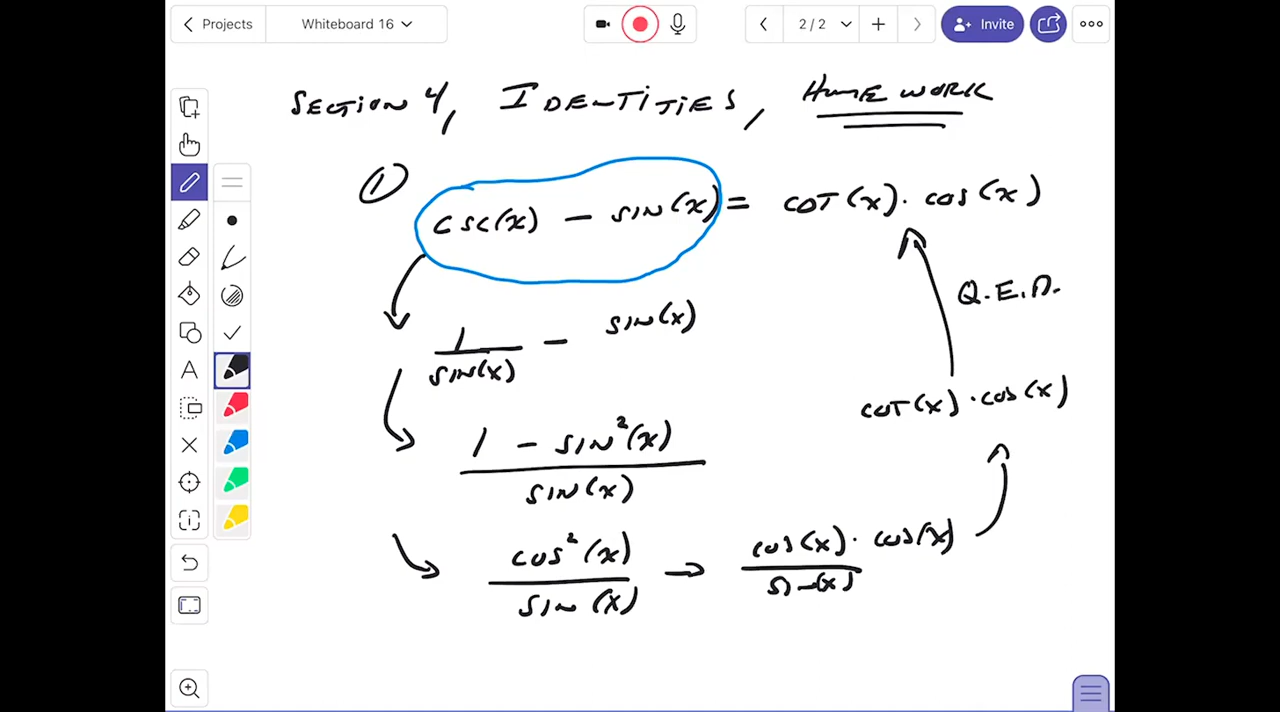 Projects
Whiteboard 16
2 / 2
Invite
SECTION 4, IDENTITIES, HOMEWORK
① csc(x) - sin(x) = cot(x) · cos(x)
Q.E.D.
1/sin(x) - sin(x)
cot(x) · cos(x)
1 - sin²(x)/sin(x)
cos²(x)/sin(x) → cos(x)/sin(x) · cos(x)
A